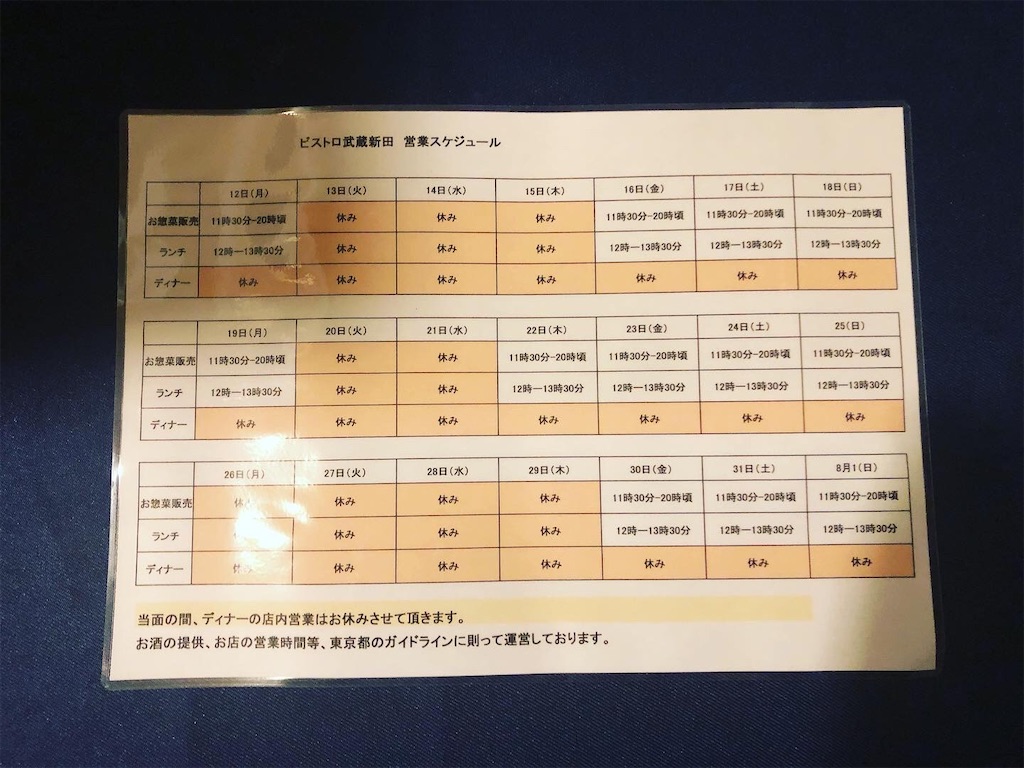 ビストロ武蔵新田 営業スケジュール
12日(月) 13日(火) 14日(水) 15日(木) 16日(金) 17日(土) 18日(日)
お惣菜販売 11時30分-20時頃 休み 休み 休み 11時30分-20時頃 11時30分-20時頃 11時30分-20時頃
ランチ 12時ー13時30分 休み 休み 休み 12時ー13時30分 12時ー13時30分 12時ー13時30分
ディナー 休み 休み 休み 休み 休み 休み 休み
19日(月) 20日(火) 21日(水) 22日(木) 23日(金) 24日(土) 25(日)
お惣菜販売 11時30分-20時頃 休み 休み 11時30分-20時頃 11時30分-20時頃 11時30分-20時頃 11時30分-20時頃
ランチ 12時ー13時30分 休み 休み 12時ー13時30分 12時ー13時30分 12時ー13時30分 12時ー13時30分
ディナー 休み 休み 休み 休み 休み 休み 休み
26日(月) 27日(火) 28日(水) 29日(木) 30日(金) 31日(土) 8月1(日)
お惣菜販売 休み 休み 休み 休み 11時30分-20時頃 11時30分-20時頃 11時30分-20時頃
ランチ 休み 休み 休み 休み 12時ー13時30分 12時ー13時30分 12時ー13時30分
ディナー 休み 休み 休み 休み 休み 休み 休み
当面の間、ディナーの店内営業はお休みさせて頂きます。
お酒の提供、お店の営業時間等、東京都のガイドラインに則って運営しております。